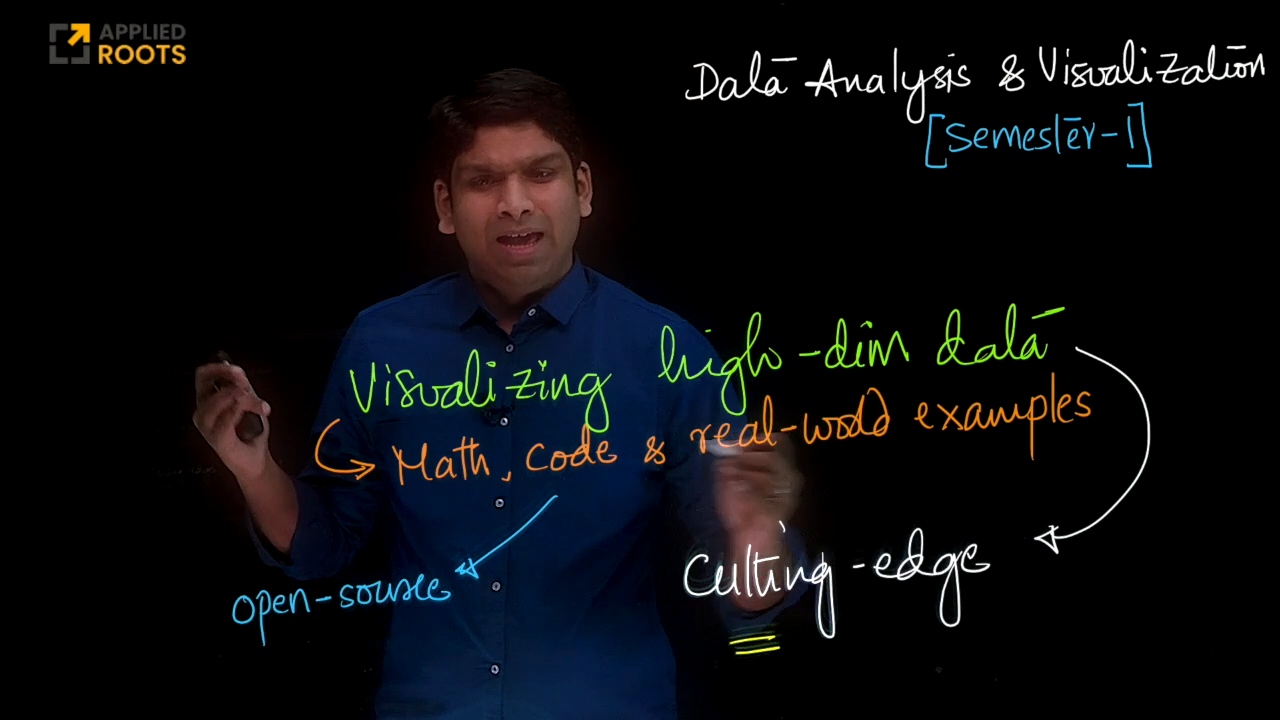 APPLIED
ROOTS
Data Analysis & Visualization
[Semester-1]
Visualizing high-dim data
Math, code & real-world examples
cutting-edge
open-source